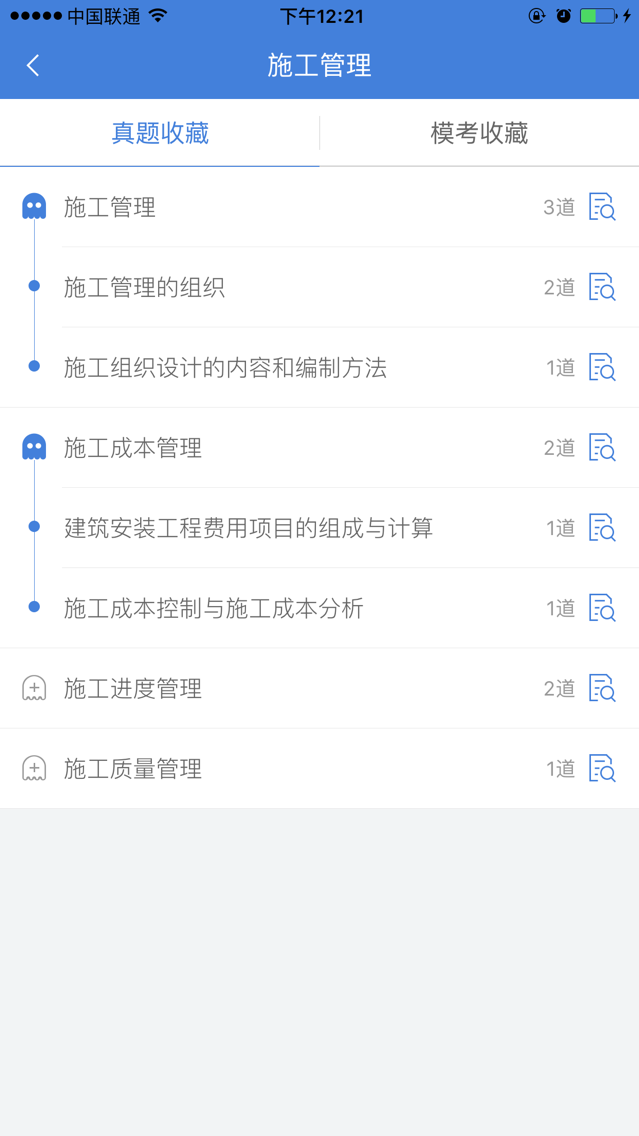 中国联通 下午12:21
施工管理
真题收藏 模考收藏
施工管理 3道
施工管理的组织 2道
施工组织设计的内容和编制方法 1道
施工成本管理 2道
建筑安装工程费用项目的组成与计算 1道
施工成本控制与施工成本分析 1道
施工进度管理 2道
施工质量管理 1道